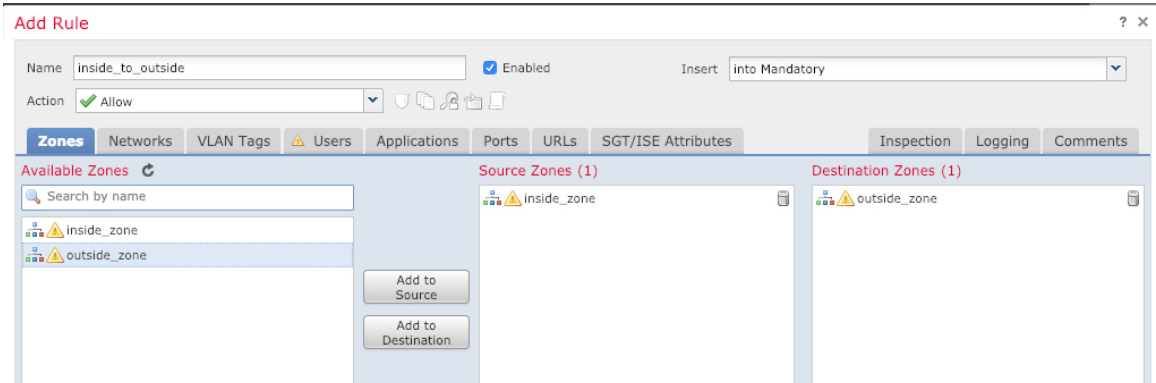 Add Rule ? ×
Name inside_to_outside Enabled Insert into Mandatory
Action Allow
Zones Networks VLAN Tags Users Applications Ports URLs SGT/ISE Attributes Inspection Logging Comments
Available Zones Source Zones (1) Destination Zones (1)
Search by name inside_zone outside_zone
inside_zone
outside_zone
Add to
Source
Add to
Destination